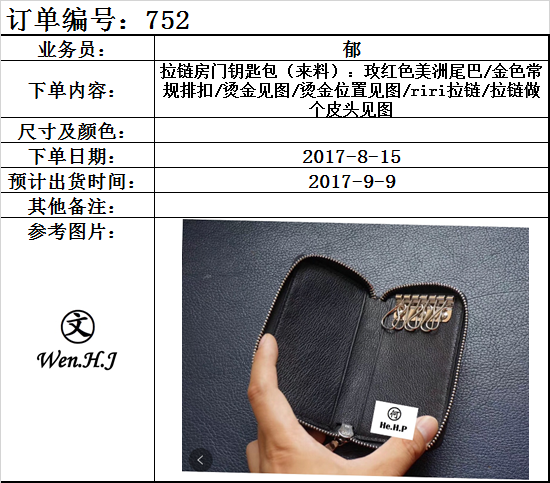 订单编号：752
业务员： 郁
下单内容： 拉链房门钥匙包（来料）：玫红色美洲尾巴/金色常
规排扣/烫金见图/烫金位置见图/riri拉链/拉链做
个皮头见图
尺寸及颜色：
下单日期： 2017-8-15
预计出货时间： 2017-9-9
其他备注：
参考图片：
文
Wen.H.J
何
He.H.P